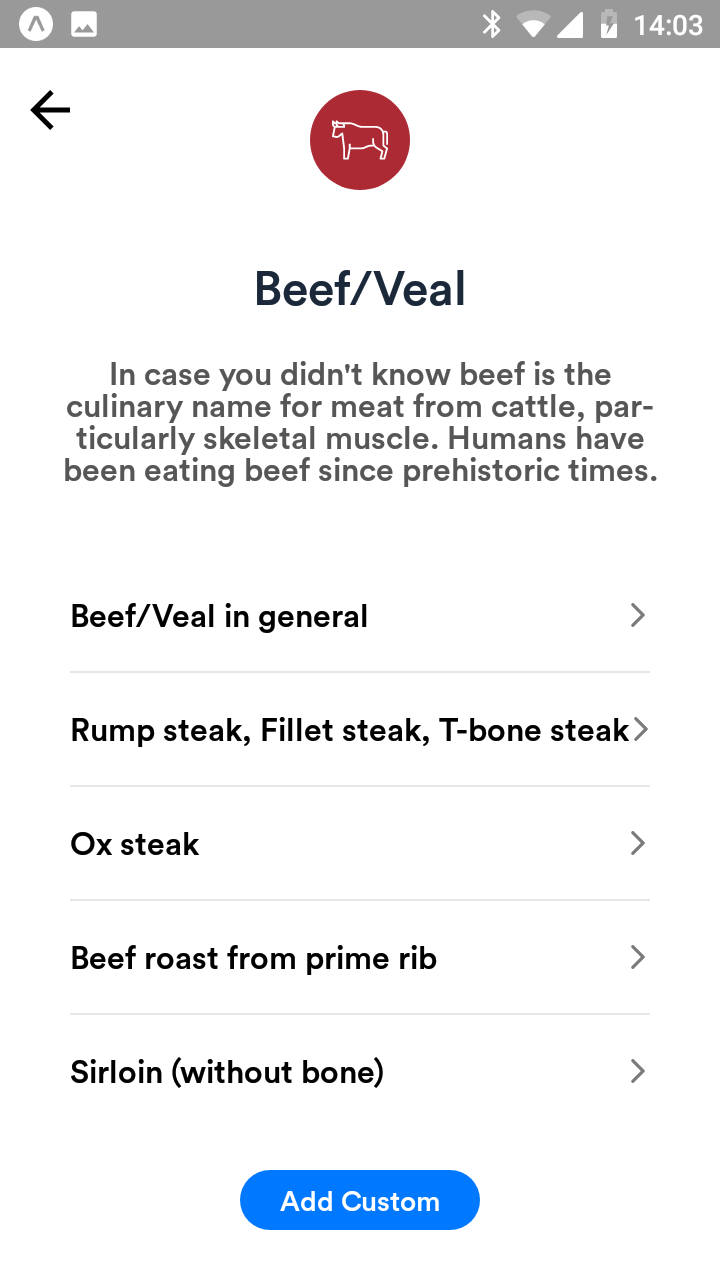 14:03
Beef/Veal
In case you didn't know beef is the
culinary name for meat from cattle, par-
ticularly skeletal muscle. Humans have
been eating beef since prehistoric times.
Beef/Veal in general
Rump steak, Fillet steak, T-bone steak
Ox steak
Beef roast from prime rib
Sirloin (without bone)
Add Custom